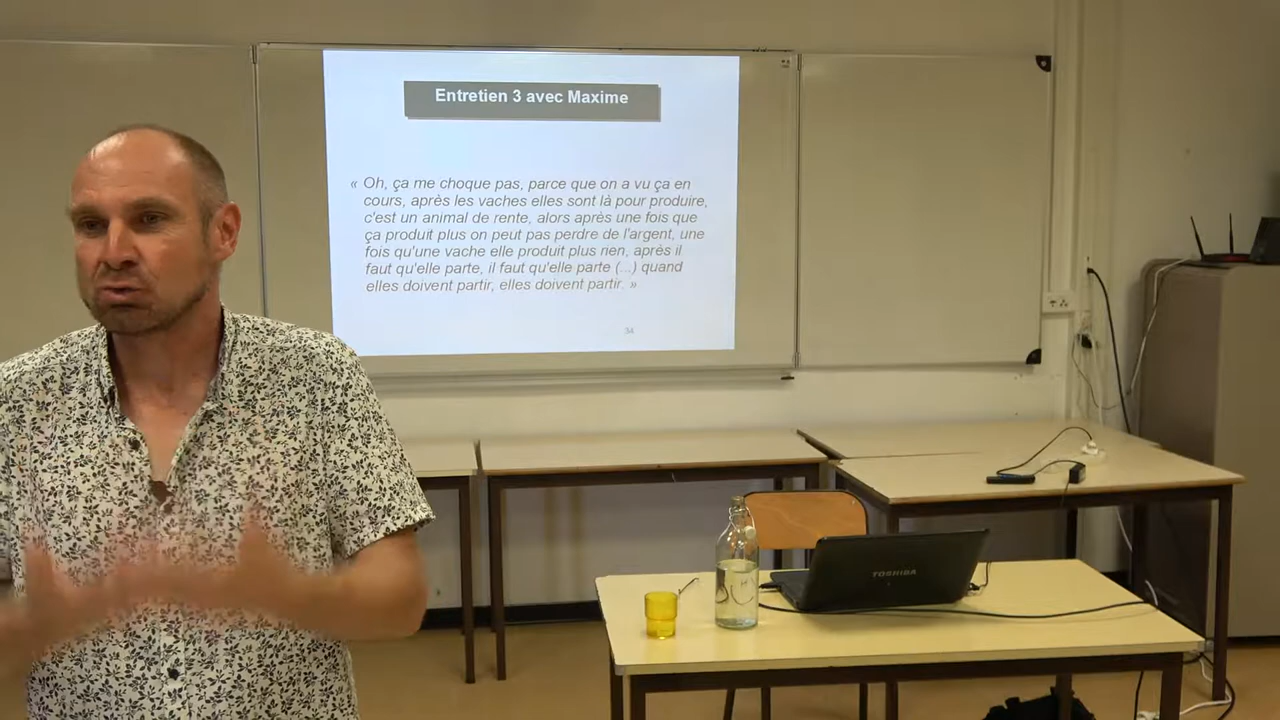 Entretien 3 avec Maxime
« Oh, ça me choque pas, parce que on a vu ça en
cours, après les vaches elles sont là pour produire,
c'est un animal de rente, alors après une fois que
ça produit plus on peut pas perdre de l'argent, une
fois qu'une vache elle produit plus rien, après il
faut qu'elle parte, il faut qu'elle parte (...) quand
elles doivent partir, elles doivent partir. »
34
TOSHIBA